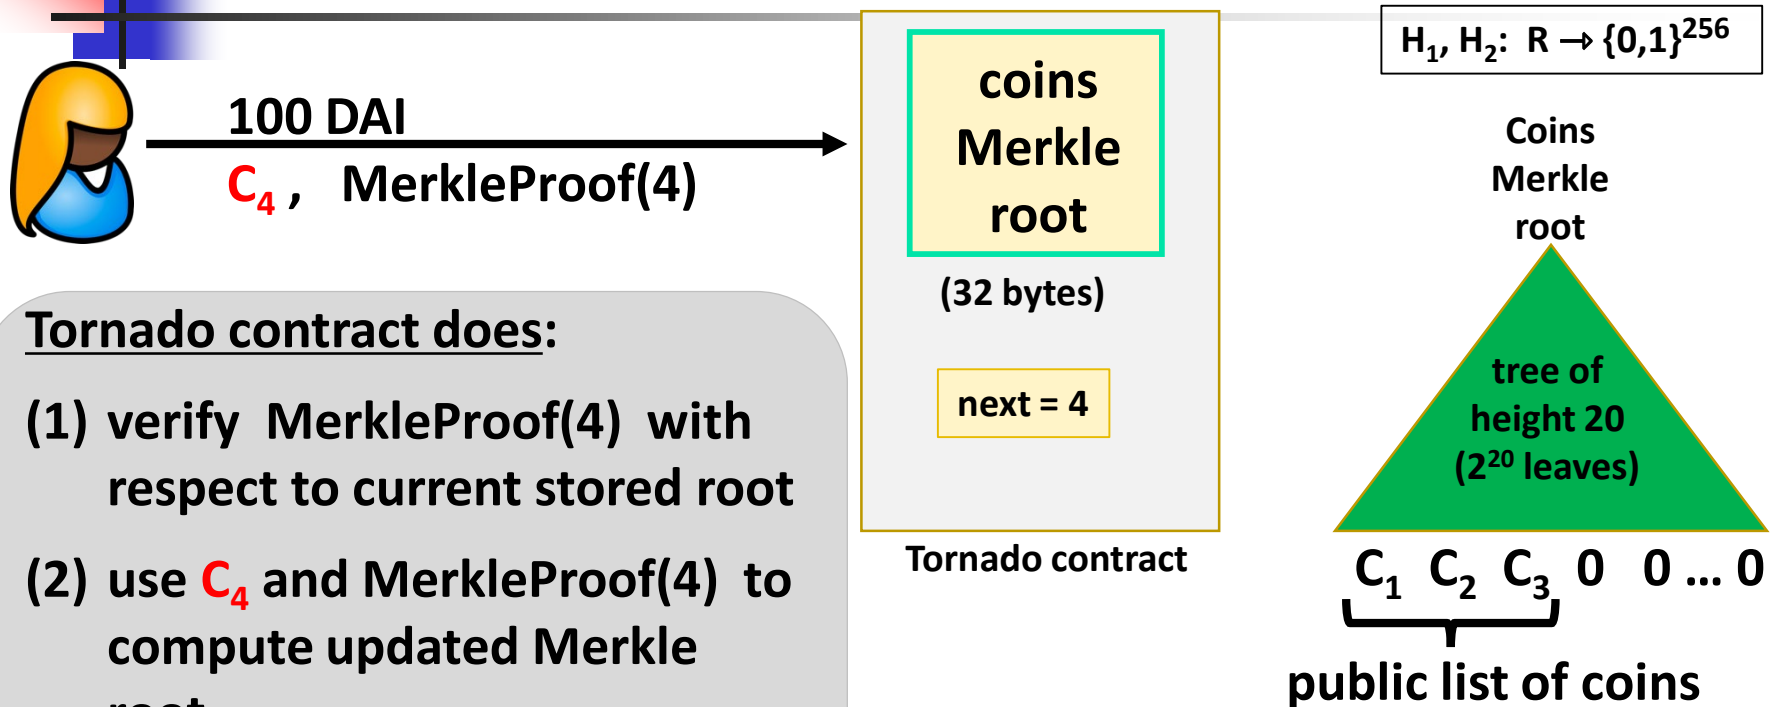 H₁, H₂: R → {0,1}²⁵⁶
100 DAI
C₄ , MerkleProof(4)
coins
Merkle
root
(32 bytes)
next = 4
Tornado contract
Coins
Merkle
root
tree of
height 20
(2²⁰ leaves)
C₁ C₂ C₃ 0 0 ... 0
public list of coins
Tornado contract does:
(1) verify MerkleProof(4) with
respect to current stored root
(2) use C₄ and MerkleProof(4) to
compute updated Merkle